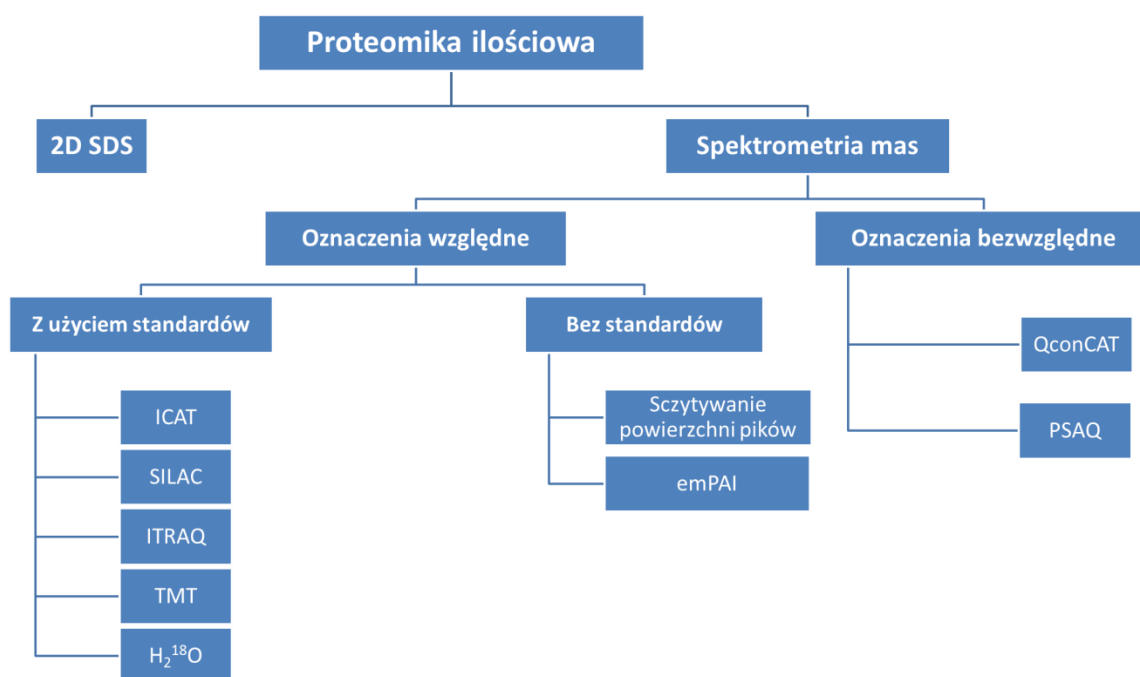 Proteomika ilościowa
2D SDS
Spektrometria mas
Oznaczenia względne
Oznaczenia bezwzględne
Z użyciem standardów
Bez standardów
ICAT
SILAC
ITRAQ
TMT
H₂¹⁸O
Sczytywanie
powierzchni pików
emPAI
QconCAT
PSAQ